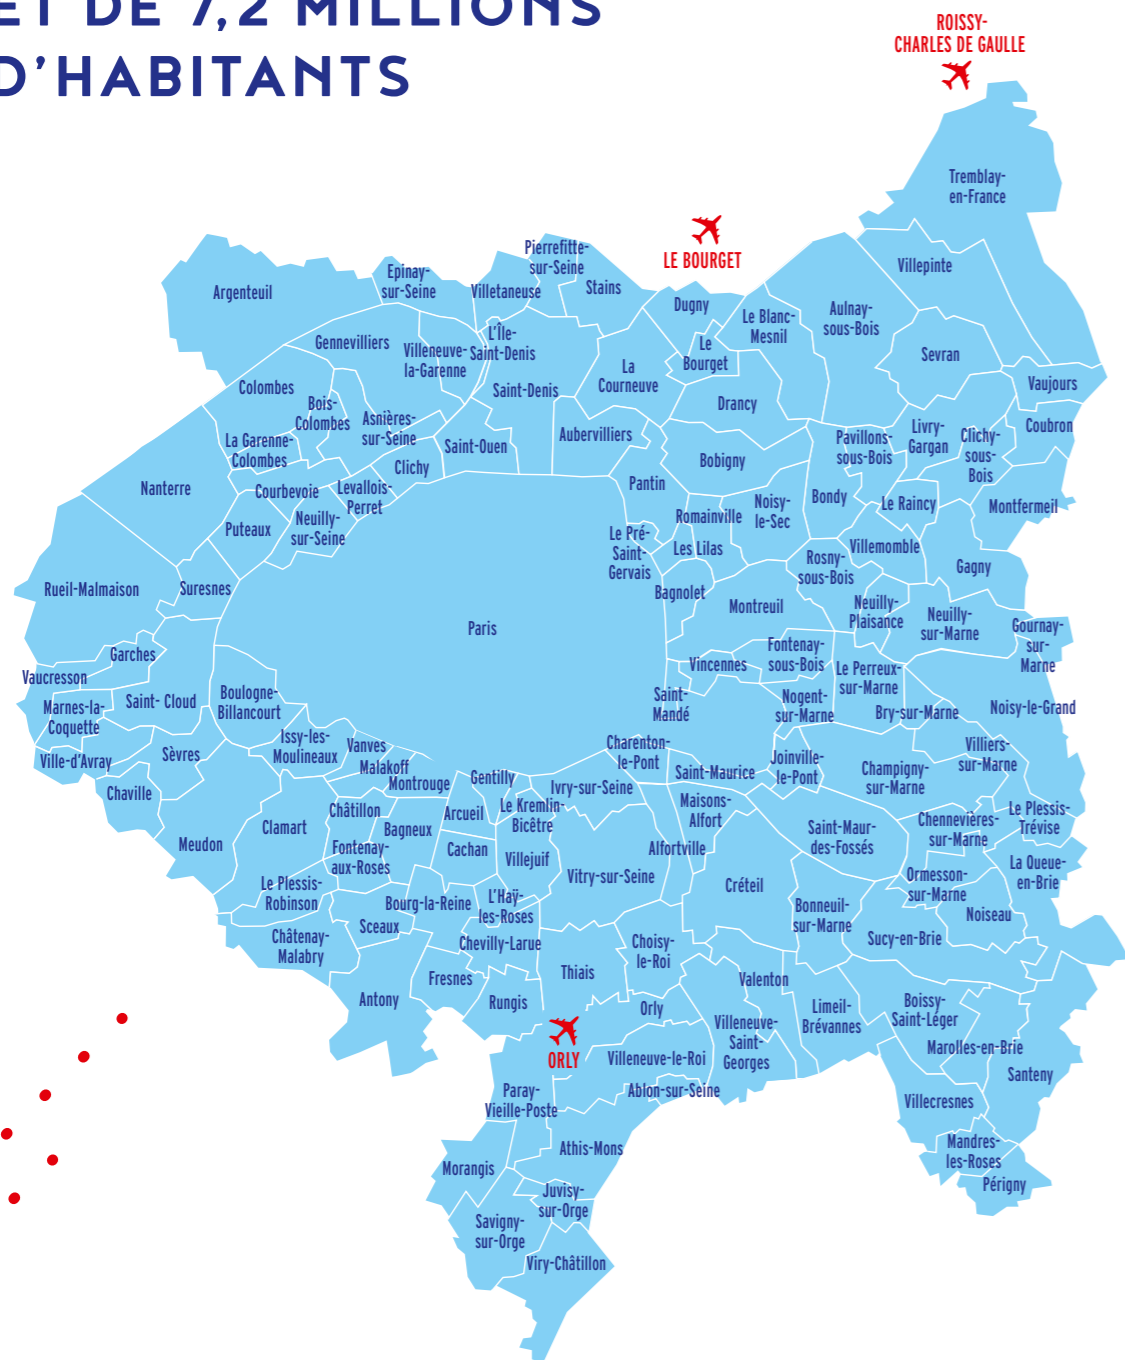 ET DE 7,2 MILLIONS
D'HABITANTS
ROISSY-
CHARLES DE GAULLE
Tremblay-
en-France
LE BOURGET
Pierrefitte-
sur-Seine
Villepinte
Epinay-
sur-Seine
Argenteuil
Villetaneuse
Stains
Dugny
Le Blanc-
Mesnil
Aulnay-
sous-Bois
Gennevilliers
Villeneuve-
la-Garenne
L'Île-
Saint-Denis
Le
Bourget
Sevran
La
Courneuve
Vaujours
Colombes
Saint-Denis
Drancy
Bois-
Colombes
Asnières-
sur-Seine
Aubervilliers
Pavillons-
sous-Bois
Livry-
Gargan
Clichy-
sous-
Bois
Coubron
La Garenne-
Colombes
Saint-Ouen
Clichy
Bobigny
Nanterre
Courbevoie
Levallois-
Perret
Pantin
Noisy-
le-Sec
Bondy
Le Raincy
Montfermeil
Puteaux
Neuilly-
sur-Seine
Romainville
Le Pré-
Saint-
Gervais
Les Lilas
Villemomble
Rosny-
sous-Bois
Gagny
Rueil-Malmaison
Suresnes
Bagnolet
Montreuil
Neuilly-
Plaisance
Neuilly-
sur-Marne
Gournay-
sur-
Marne
Paris
Garches
Vaucresson
Vincennes
Fontenay-
sous-Bois
Le Perreux-
sur-Marne
Marnes-la-
Coquette
Saint- Cloud
Boulogne-
Billancourt
Saint-
Mandé
Nogent-
sur-Marne
Bry-sur-Marne
Noisy-le-Grand
Ville-d'Avray
Sèvres
Issy-les-
Moulineaux
Vanves
Malakoff
Montrouge
Gentilly
Charenton-
le-Pont
Saint-Maurice
Joinville-
le-Pont
Champigny-
sur-Marne
Villiers-
sur-Marne
Chaville
Ivry-sur-Seine
Châtillon
Arcueil
Le Kremlin-
Bicêtre
Maisons-
Alfort
Saint-Maur-
des-Fossés
Chennevières-
sur-Marne
Le Plessis-
Trévise
Meudon
Clamart
Bagneux
Fontenay-
aux-Roses
Cachan
Villejuif
Alfortville
La Queue-
en-Brie
Le Plessis-
Robinson
Vitry-sur-Seine
Créteil
Ormesson-
sur-Marne
Bourg-la-Reine
L'Haÿ-
les-Roses
Bonneuil-
sur-Marne
Noiseau
Sceaux
Châtenay-
Malabry
Chevilly-Larue
Choisy-
le-Roi
Sucy-en-Brie
Fresnes
Thiais
Valenton
Antony
Rungis
Orly
Limeil-
Brévannes
Boissy-
Saint-Léger
Villeneuve-
Saint-
Georges
ORLY
Villeneuve-le-Roi
Marolles-en-Brie
Santeny
Paray-
Vieille-Poste
Ablon-sur-Seine
Villecresnes
Athis-Mons
Mandres-
les-Roses
Morangis
Périgny
Juvisy-
sur-Orge
Savigny-
sur-Orge
Viry-Châtillon